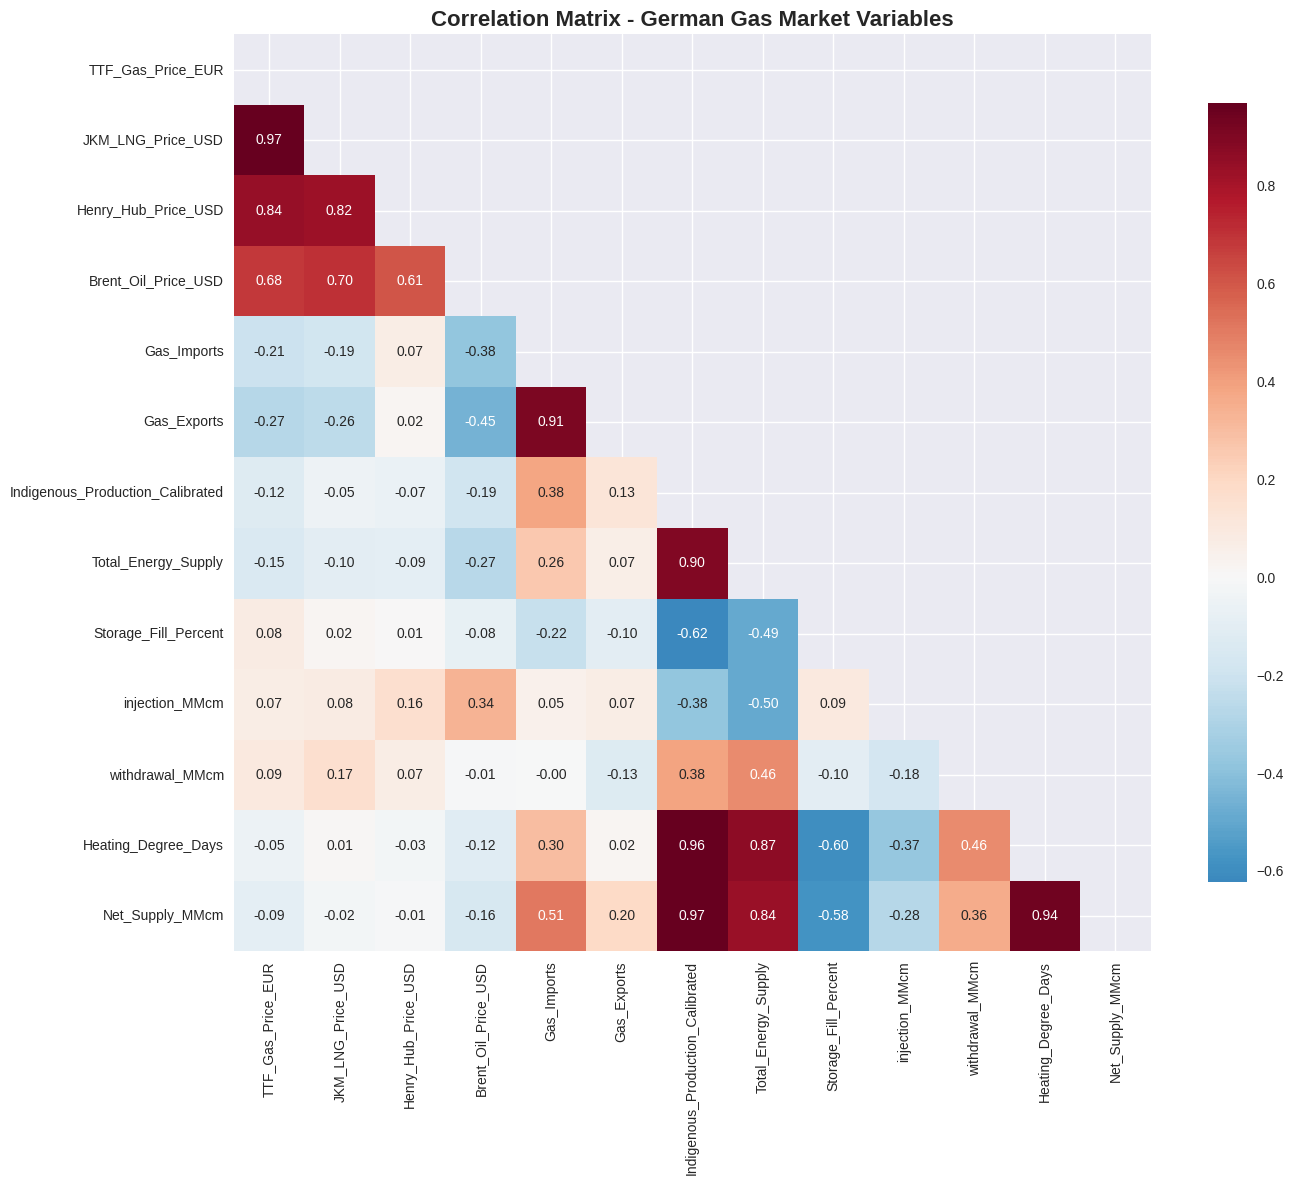 Correlation Matrix - German Gas Market Variables
TTF_Gas_Price_EUR
JKM_LNG_Price_USD 0.97
Henry_Hub_Price_USD 0.84 0.82
Brent_Oil_Price_USD 0.68 0.70 0.61
Gas_Imports -0.21 -0.19 0.07 -0.38
Gas_Exports -0.27 -0.26 0.02 -0.45 0.91
Indigenous_Production_Calibrated -0.12 -0.05 -0.07 -0.19 0.38 0.13
Total_Energy_Supply -0.15 -0.10 -0.09 -0.27 0.26 0.07 0.90
Storage_Fill_Percent 0.08 0.02 0.01 -0.08 -0.22 -0.10 -0.62 -0.49
injection_MMcm 0.07 0.08 0.16 0.34 0.05 0.07 -0.38 -0.50 0.09
withdrawal_MMcm 0.09 0.17 0.07 -0.01 -0.00 -0.13 0.38 0.46 -0.10 -0.18
Heating_Degree_Days -0.05 0.01 -0.03 -0.12 0.30 0.02 0.96 0.87 -0.60 -0.37 0.46
Net_Supply_MMcm -0.09 -0.02 -0.01 -0.16 0.51 0.20 0.97 0.84 -0.58 -0.28 0.36 0.94
TTF_Gas_Price_EUR
JKM_LNG_Price_USD
Henry_Hub_Price_USD
Brent_Oil_Price_USD
Gas_Imports
Gas_Exports
Indigenous_Production_Calibrated
Total_Energy_Supply
Storage_Fill_Percent
injection_MMcm
withdrawal_MMcm
Heating_Degree_Days
Net_Supply_MMcm
0.8
0.6
0.4
0.2
0.0
−0.2
−0.4
−0.6